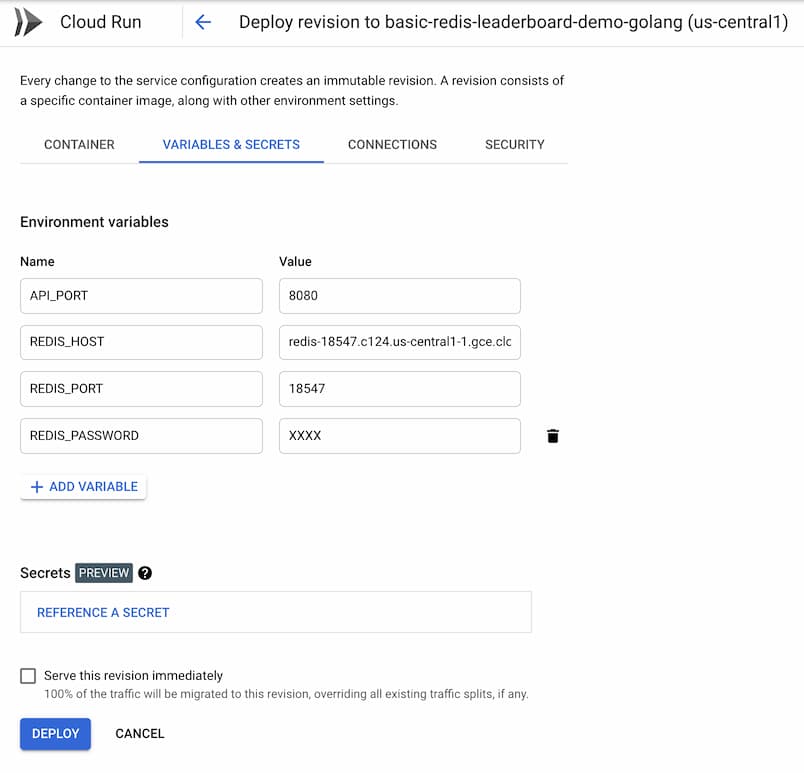 Cloud Run
Deploy revision to basic-redis-leaderboard-demo-golang (us-central1)
Every change to the service configuration creates an immutable revision. A revision consists of
a specific container image, along with other environment settings.
CONTAINER VARIABLES & SECRETS CONNECTIONS SECURITY
Environment variables
Name Value
API_PORT 8080
REDIS_HOST redis-18547.c124.us-central1-1.gce.clc
REDIS_PORT 18547
REDIS_PASSWORD XXXX
+ ADD VARIABLE
Secrets PREVIEW ?
REFERENCE A SECRET
Serve this revision immediately
100% of the traffic will be migrated to this revision, overriding all existing traffic splits, if any.
DEPLOY CANCEL